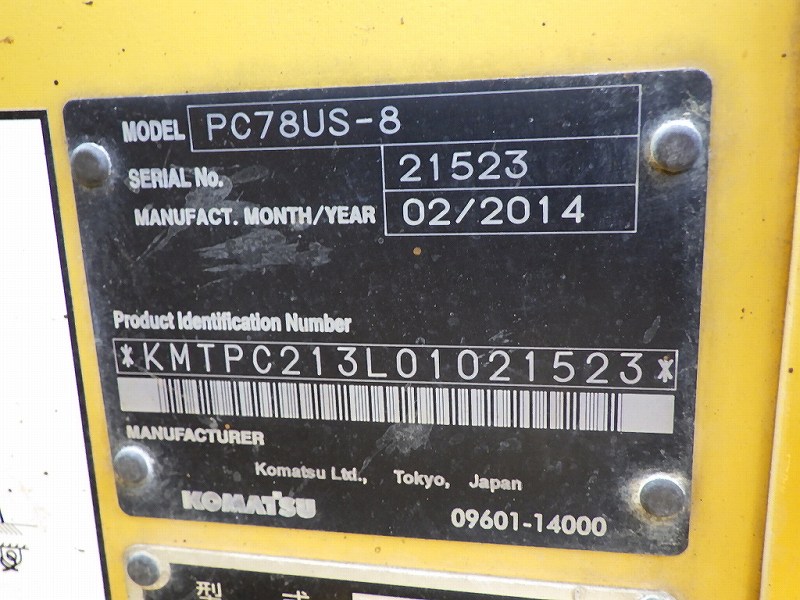 MODEL PC78US-8
SERIAL No. 21523
MANUFACT. MONTH/YEAR 02/2014
Product Identification Number
*KMTPC213L01021523*
MANUFACTURER
Komatsu Ltd., Tokyo, Japan
KOMATSU
09601-14000
型 式